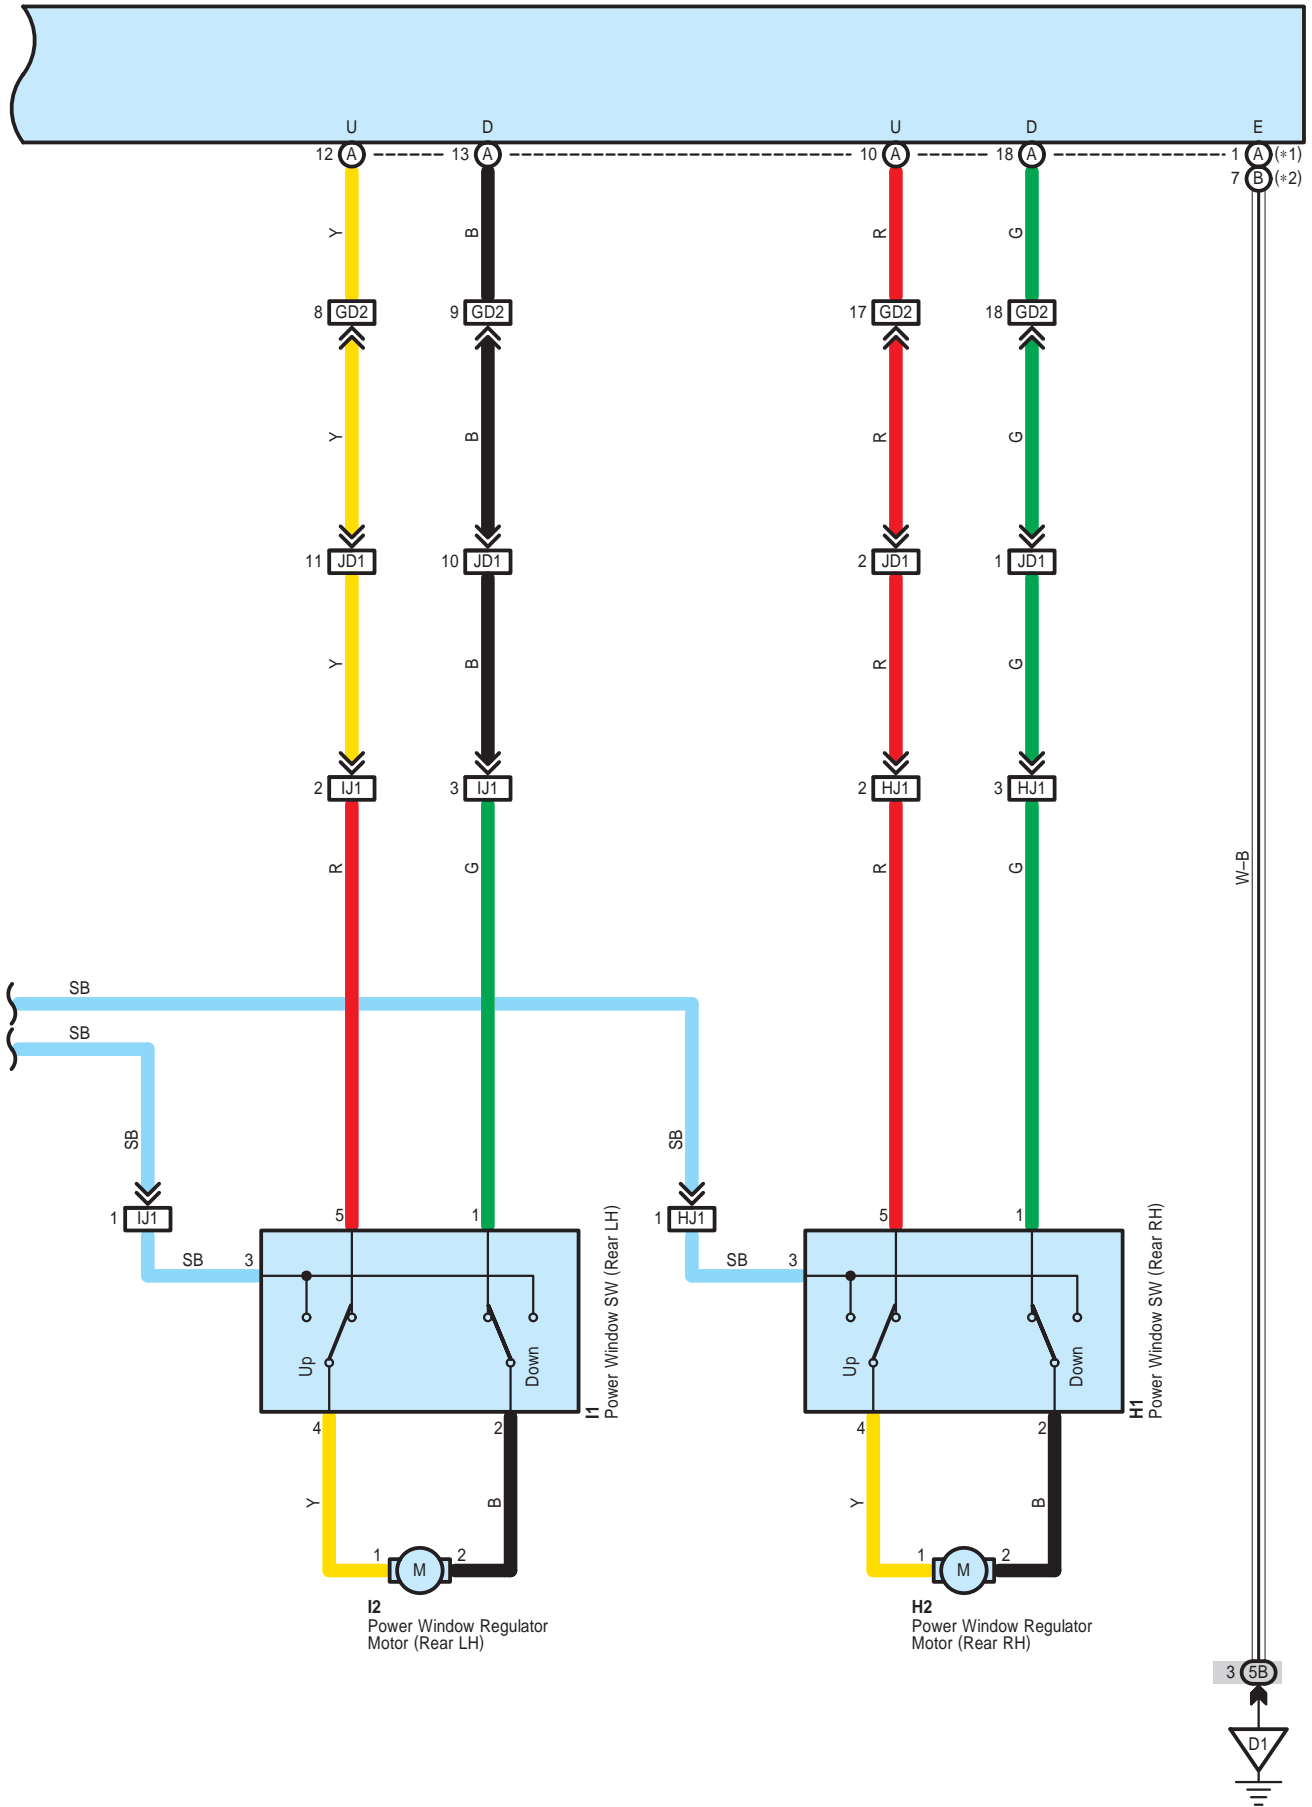 U D U D E
12 A 13 A 10 A 18 A 1 A (*1)
7 B (*2)
Y B R G
8 GD2 9 GD2 17 GD2 18 GD2
Y B R G
11 JD1 10 JD1 2 JD1 1 JD1
Y B R G
2 IJ1 3 IJ1 2 HJ1 3 HJ1
R G R G W–B
SB
SB
SB SB
1 IJ1 5 1 1 HJ1 5 1
SB 3 SB 3
Up Down Up Down
I1
Power Window SW (Rear LH)
H1
Power Window SW (Rear RH)
4 2 4 2
Y B Y B
1 M 2 1 M 2
I2
Power Window Regulator
Motor (Rear LH)
H2
Power Window Regulator
Motor (Rear RH)
3 5B
D1